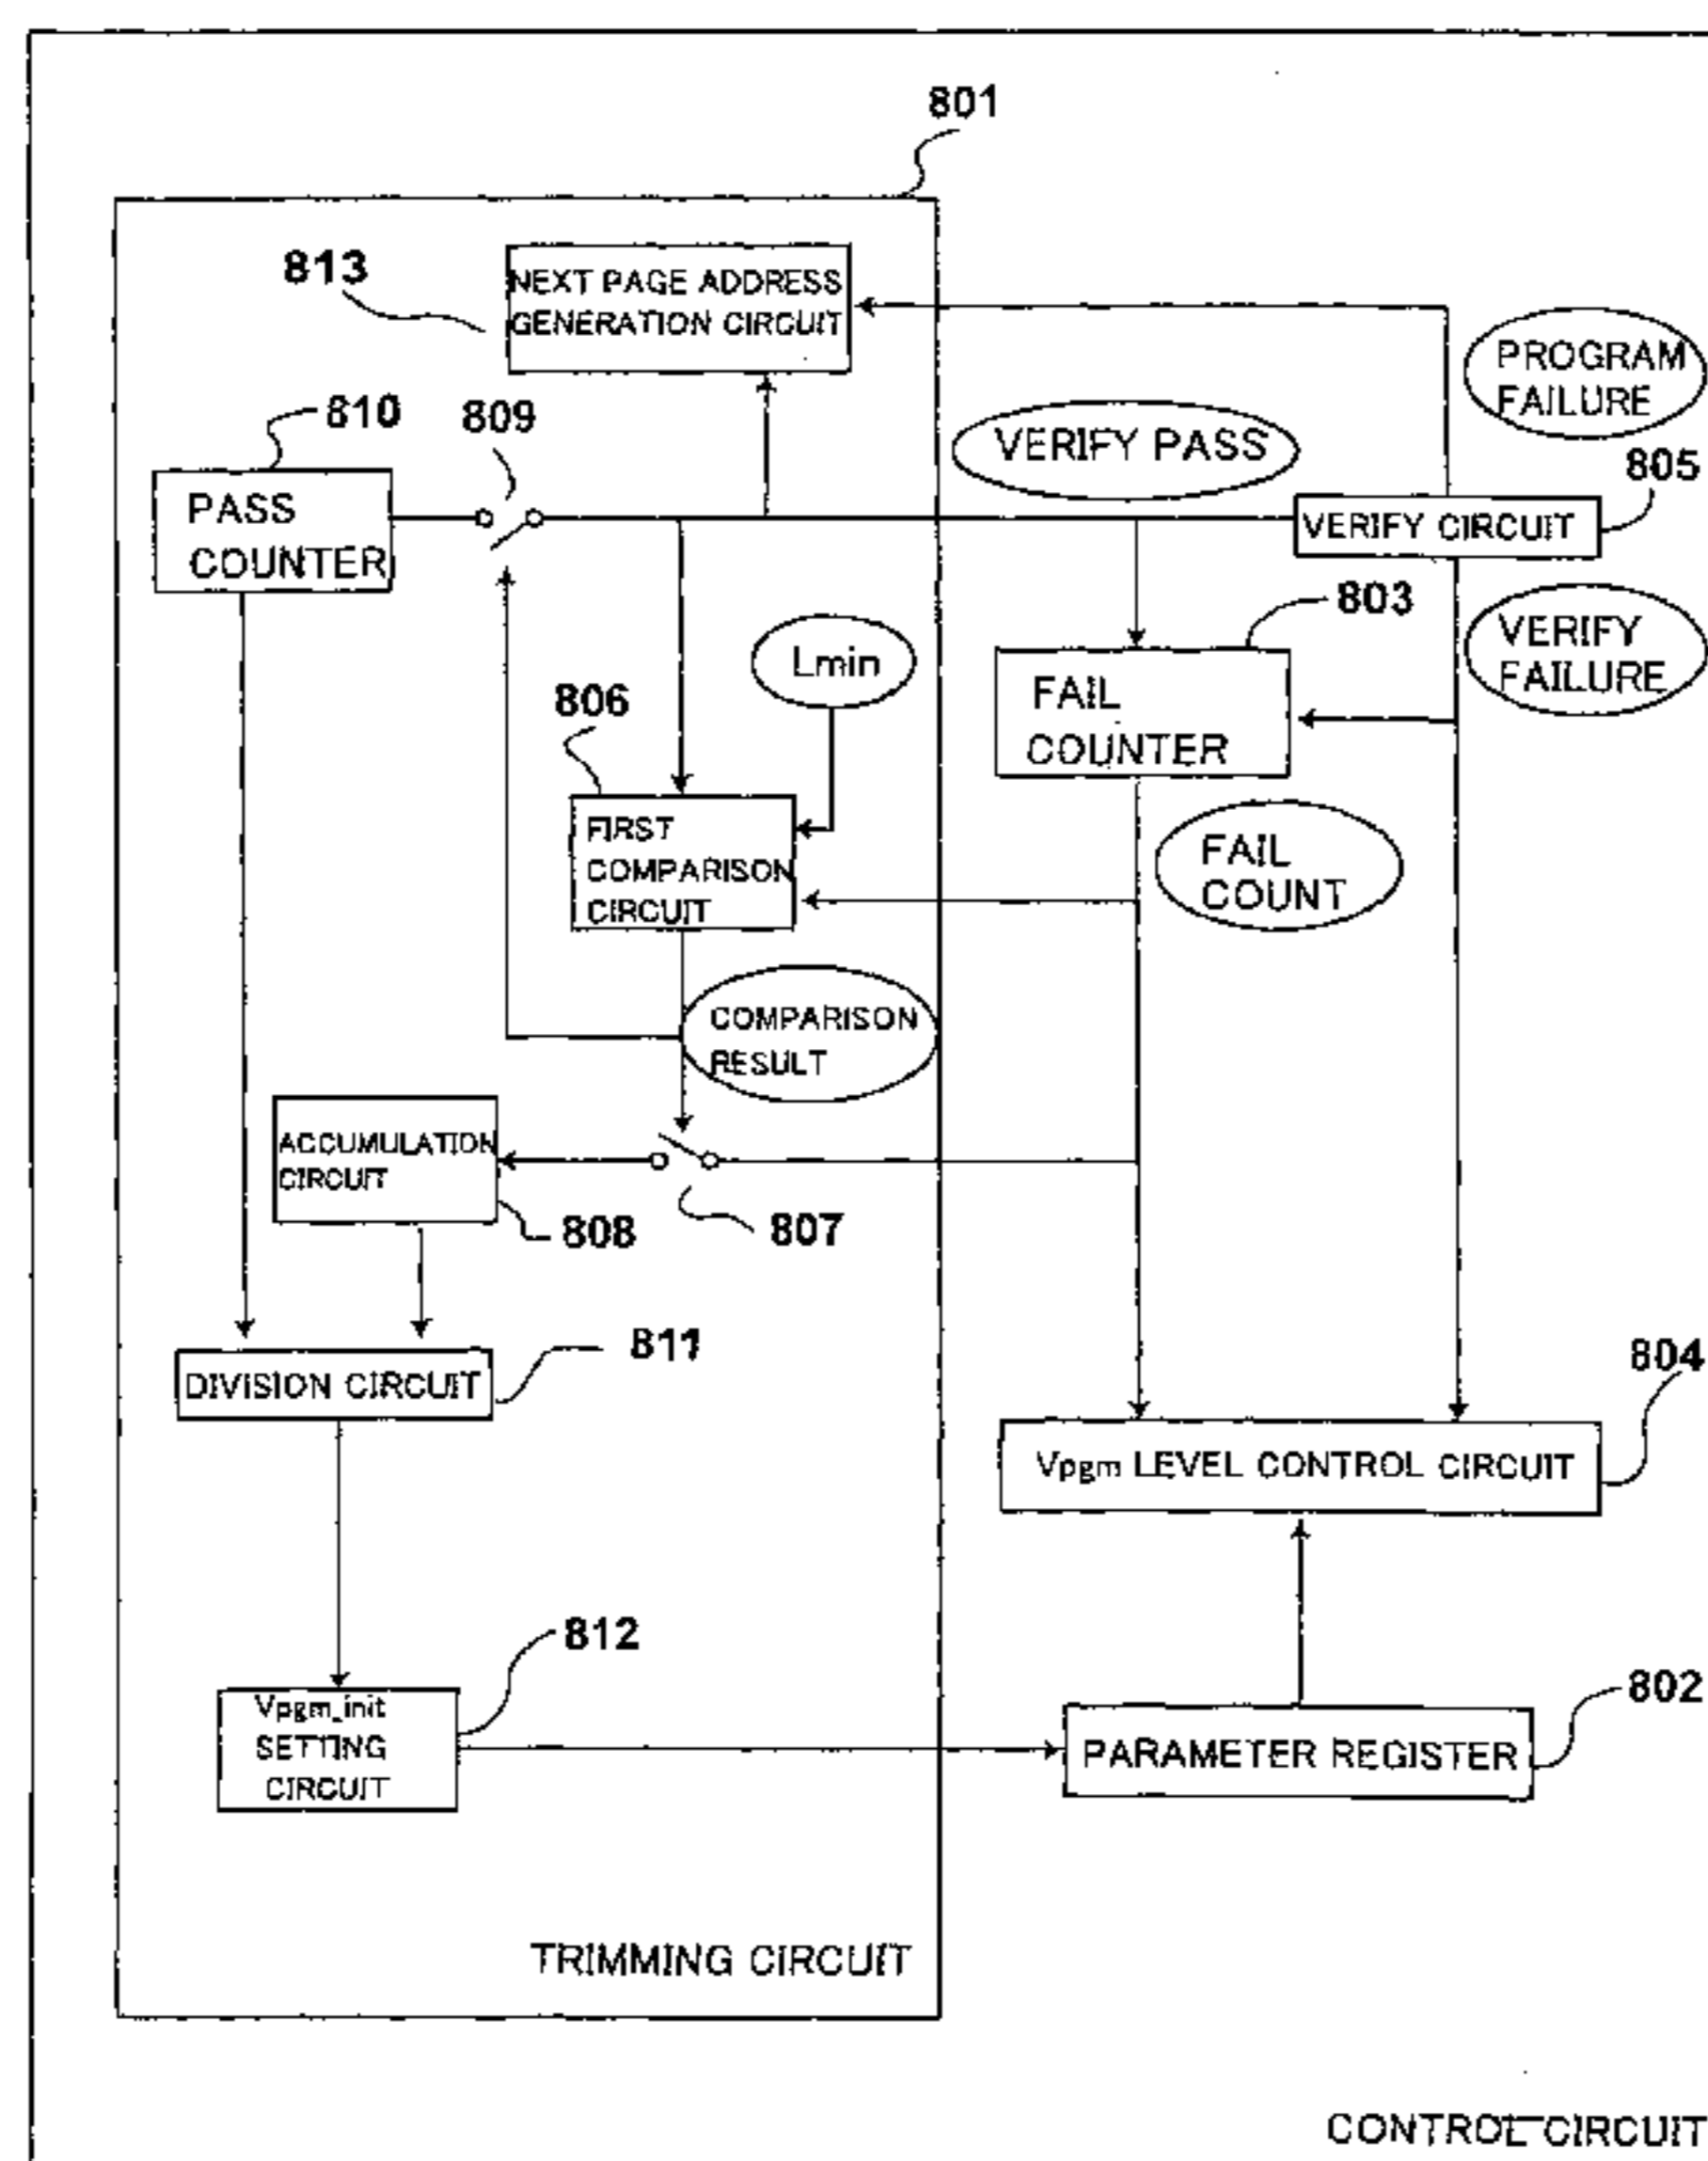 801
813
NEXT PAGE ADDRESS
GENERATION CIRCUIT
PROGRAM
FAILURE
810
809
VERIFY PASS
805
PASS
COUNTER
VERIFY CIRCUIT
803
Lmin
VERIFY
FAILURE
806
FAIL
COUNTER
FIRST
COMPARISON
CIRCUIT
FAIL
COUNT
COMPARISON
RESULT
ACCUMULATION
CIRCUIT
808
807
811
804
DIVISION CIRCUIT
Vpgm LEVEL CONTROL CIRCUIT
812
802
Vpgm_init
SETTING
CIRCUIT
PARAMETER REGISTER
TRIMMING CIRCUIT
CONTROL CIRCUIT